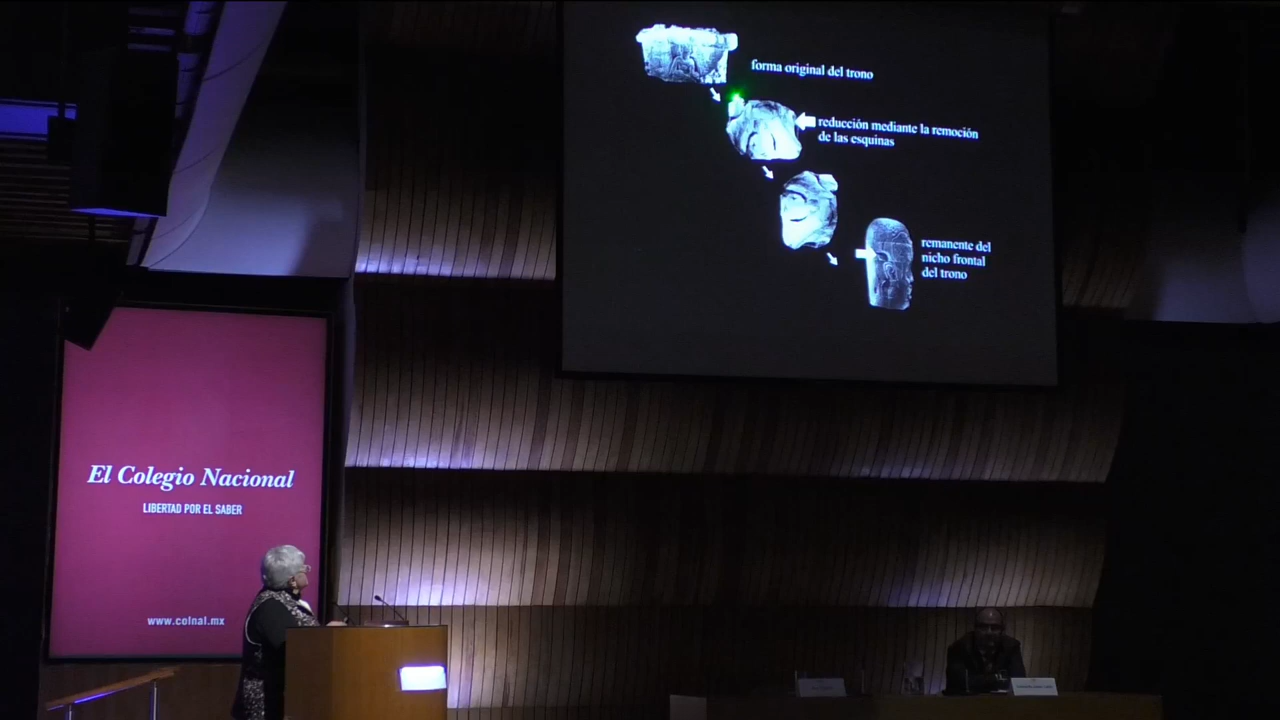 forma original del trono
reducción mediante la remoción
de las esquinas
remanente del
nicho frontal
del trono
El Colegio Nacional
LIBERTAD POR EL SABER
www.colnal.mx